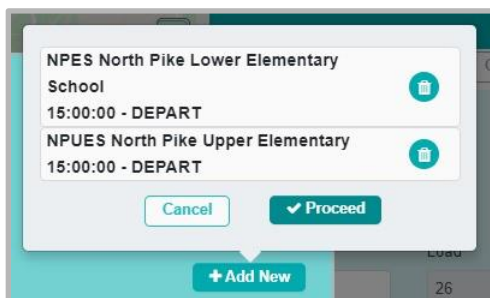 NPES North Pike Lower Elementary
School
15:00:00 - DEPART
NPUES North Pike Upper Elementary
15:00:00 - DEPART
Cancel
Proceed
+ Add New
Load
26